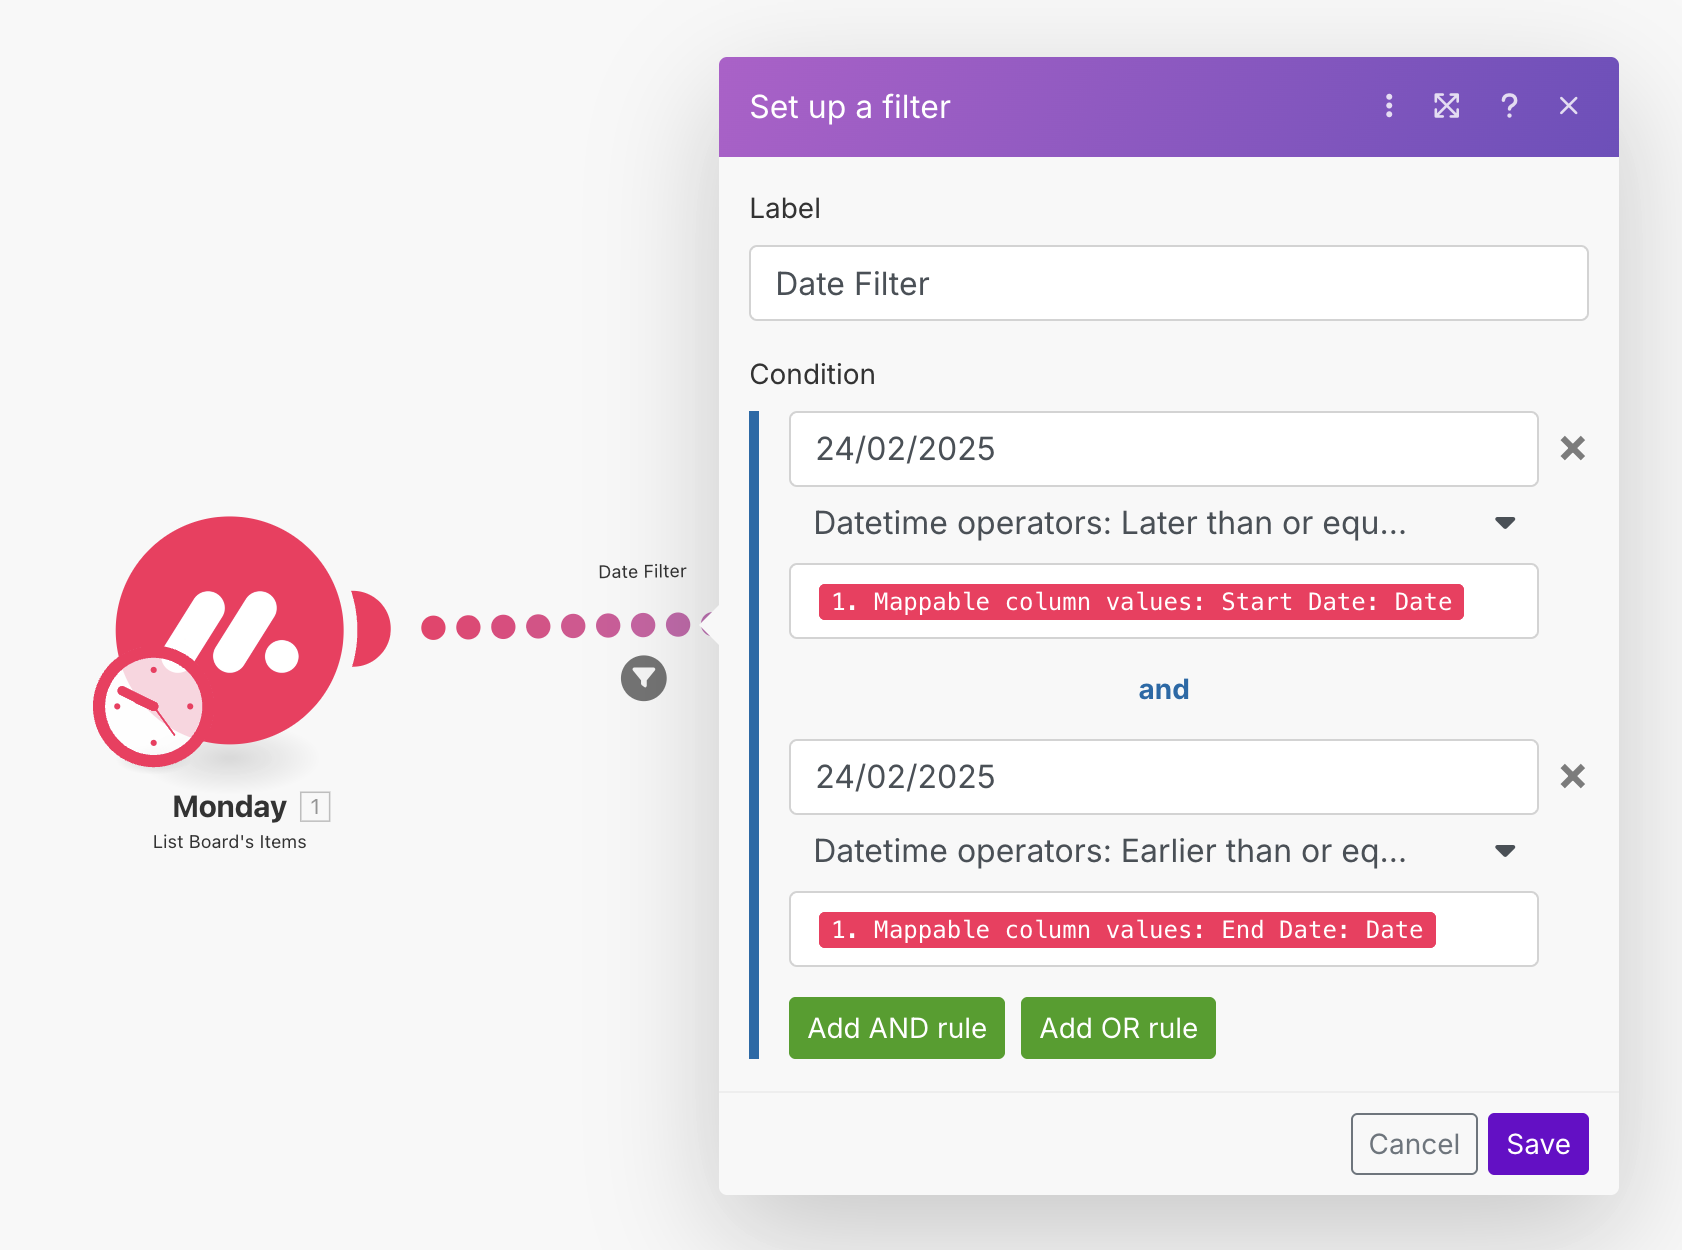 Set up a filter
Label
Date Filter
Condition
24/02/2025
Datetime operators: Later than or equ...
1. Mappable column values: Start Date: Date
and
24/02/2025
Datetime operators: Earlier than or eq...
1. Mappable column values: End Date: Date
Add AND rule Add OR rule
Cancel Save
Date Filter
Monday 1
List Board's Items